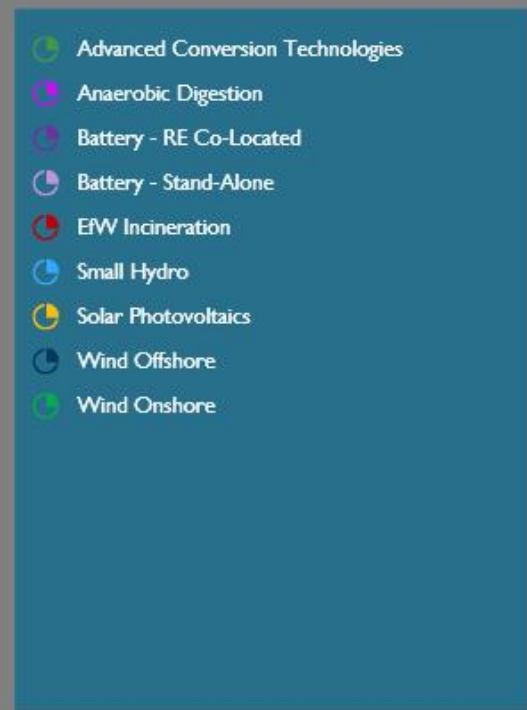 Advanced Conversion Technologies
Anaerobic Digestion
Battery - RE Co-Located
Battery - Stand-Alone
EfW Incineration
Small Hydro
Solar Photovoltaics
Wind Offshore
Wind Onshore